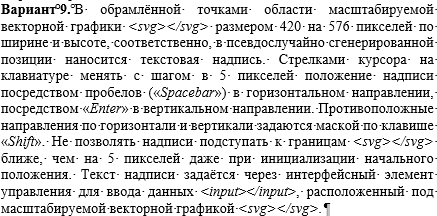 Вариант 9. В обрамлённой точками области масштабируемой
векторной графики <svg></svg> размером 420 на 576 пикселей по
ширине и высоте, соответственно, в псевдослучайно сгенерированной
позиции наносится текстовая надпись. Стрелками курсора на
клавиатуре менять с шагом в 5 пикселей положение надписи
посредством пробелов («Spacebar») в горизонтальном направлении,
посредством «Enter» в вертикальном направлении. Противоположные
направления по горизонтали и вертикали задаются маской по клавише
«Shift». Не позволять надписи подступать к границам <svg></svg>
ближе, чем на 5 пикселей даже при инициализации начального
положения. Текст надписи задаётся через интерфейсный элемент
управления для ввода данных <input></input>, расположенный под
масштабируемой векторной графикой <svg></svg>.¶